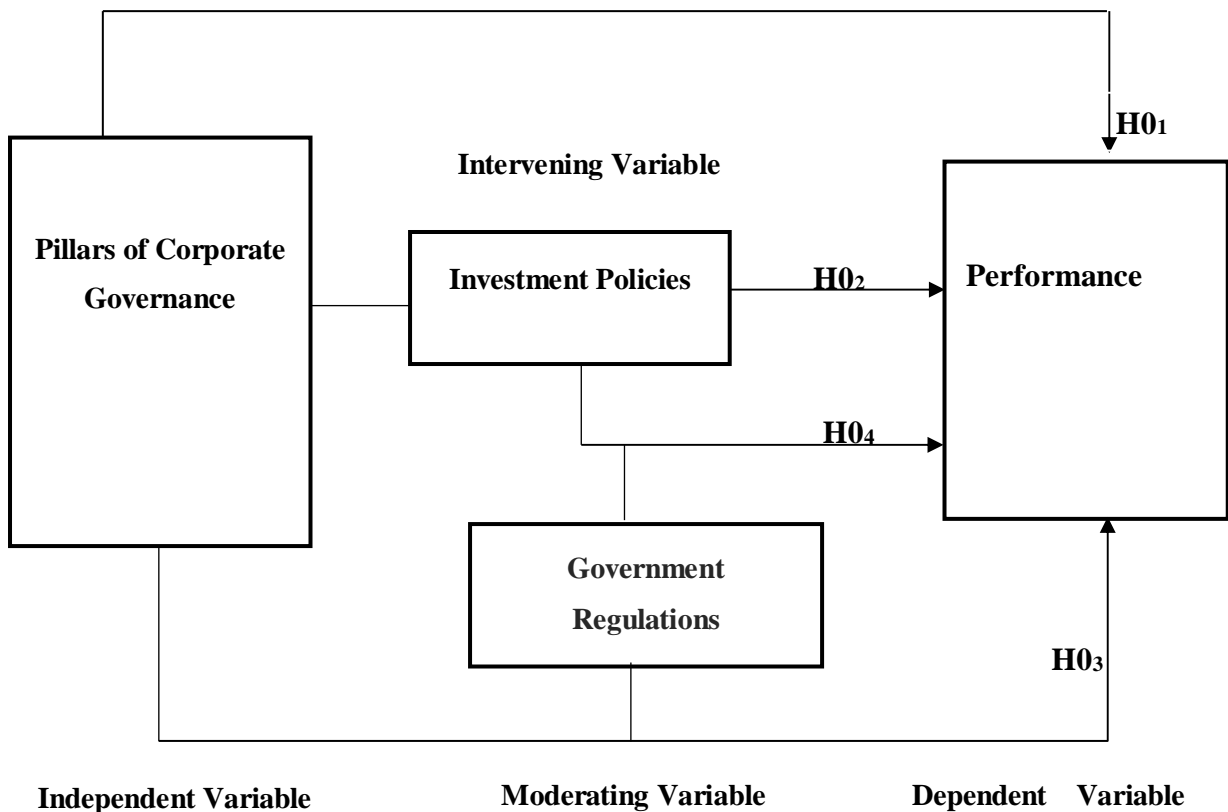 H0₁
Intervening Variable
Pillars of Corporate
Governance
Investment Policies
H0₂
Performance
H0₄
Government
Regulations
H0₃
Independent Variable
Moderating Variable
Dependent Variable